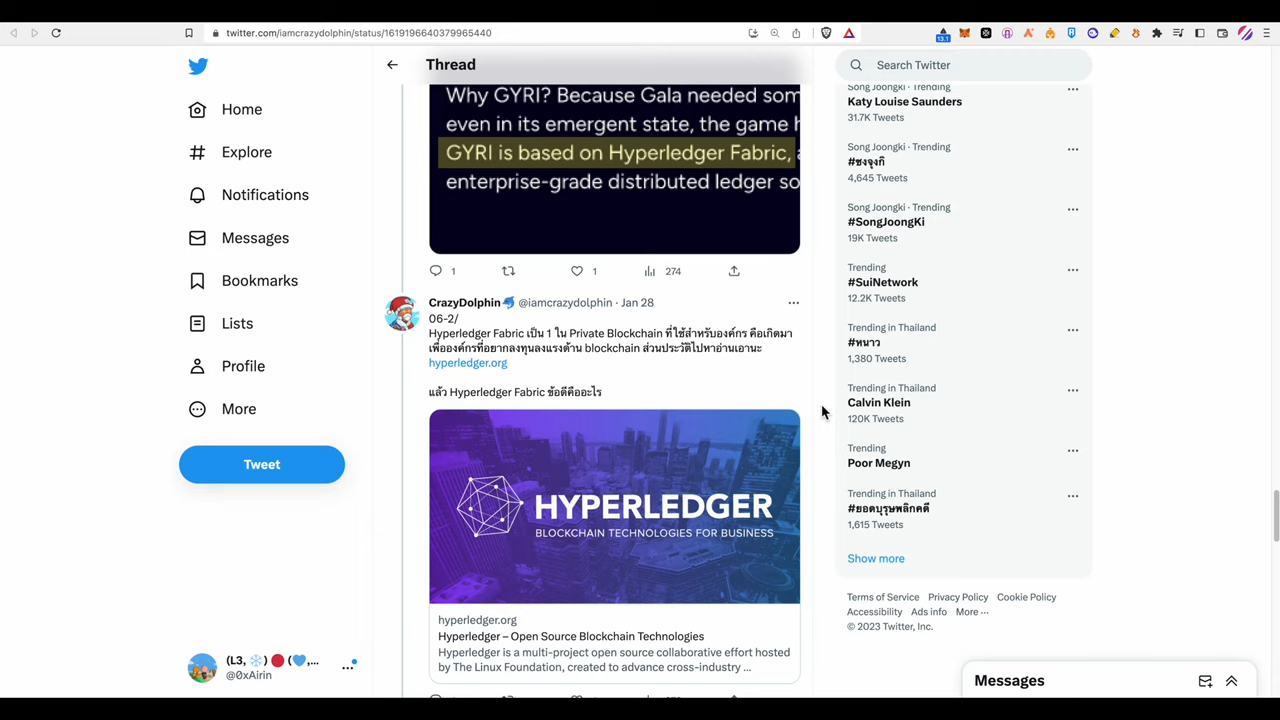 twitter.com/iamcrazydolphin/status/1619196640379965440
13.1
Home
Explore
Notifications
Messages
Bookmarks
Lists
Profile
More
Tweet
(L3, ❄️) 🔴 (💙,...
@0xAirin
Thread
Why GYRI? Because Gala needed som
even in its emergent state, the game h
GYRI is based on Hyperledger Fabric,
enterprise-grade distributed ledger so
1
1
274
CrazyDolphin🐬 @iamcrazydolphin · Jan 28
06-2/
Hyperledger Fabric เป็น 1 ใน Private Blockchain ที่ใช้สำหรับองค์กร คือเกิดมา
เพื่อองค์กรที่อยากลงทุนลงแรงด้าน blockchain ส่วนประวัติไปหาอ่านเอานะ
hyperledger.org
แล้ว Hyperledger Fabric ข้อดีคืออะไร
HYPERLEDGER
BLOCKCHAIN TECHNOLOGIES FOR BUSINESS
hyperledger.org
Hyperledger – Open Source Blockchain Technologies
Hyperledger is a multi-project open source collaborative effort hosted
by The Linux Foundation, created to advance cross-industry ...
Search Twitter
Song Joongki · Trending
Katy Louise Saunders
31.7K Tweets
Song Joongki · Trending
#ซงจุงกิ
4,645 Tweets
Song Joongki · Trending
#SongJoongKi
19K Tweets
Trending
#SuiNetwork
12.2K Tweets
Trending in Thailand
#หนาว
1,380 Tweets
Trending in Thailand
Calvin Klein
120K Tweets
Trending
Poor Megyn
Trending in Thailand
#ยอดบุรุษพลิกคดี
1,615 Tweets
Show more
Terms of Service Privacy Policy Cookie Policy
Accessibility Ads info More ···
© 2023 Twitter, Inc.
Messages